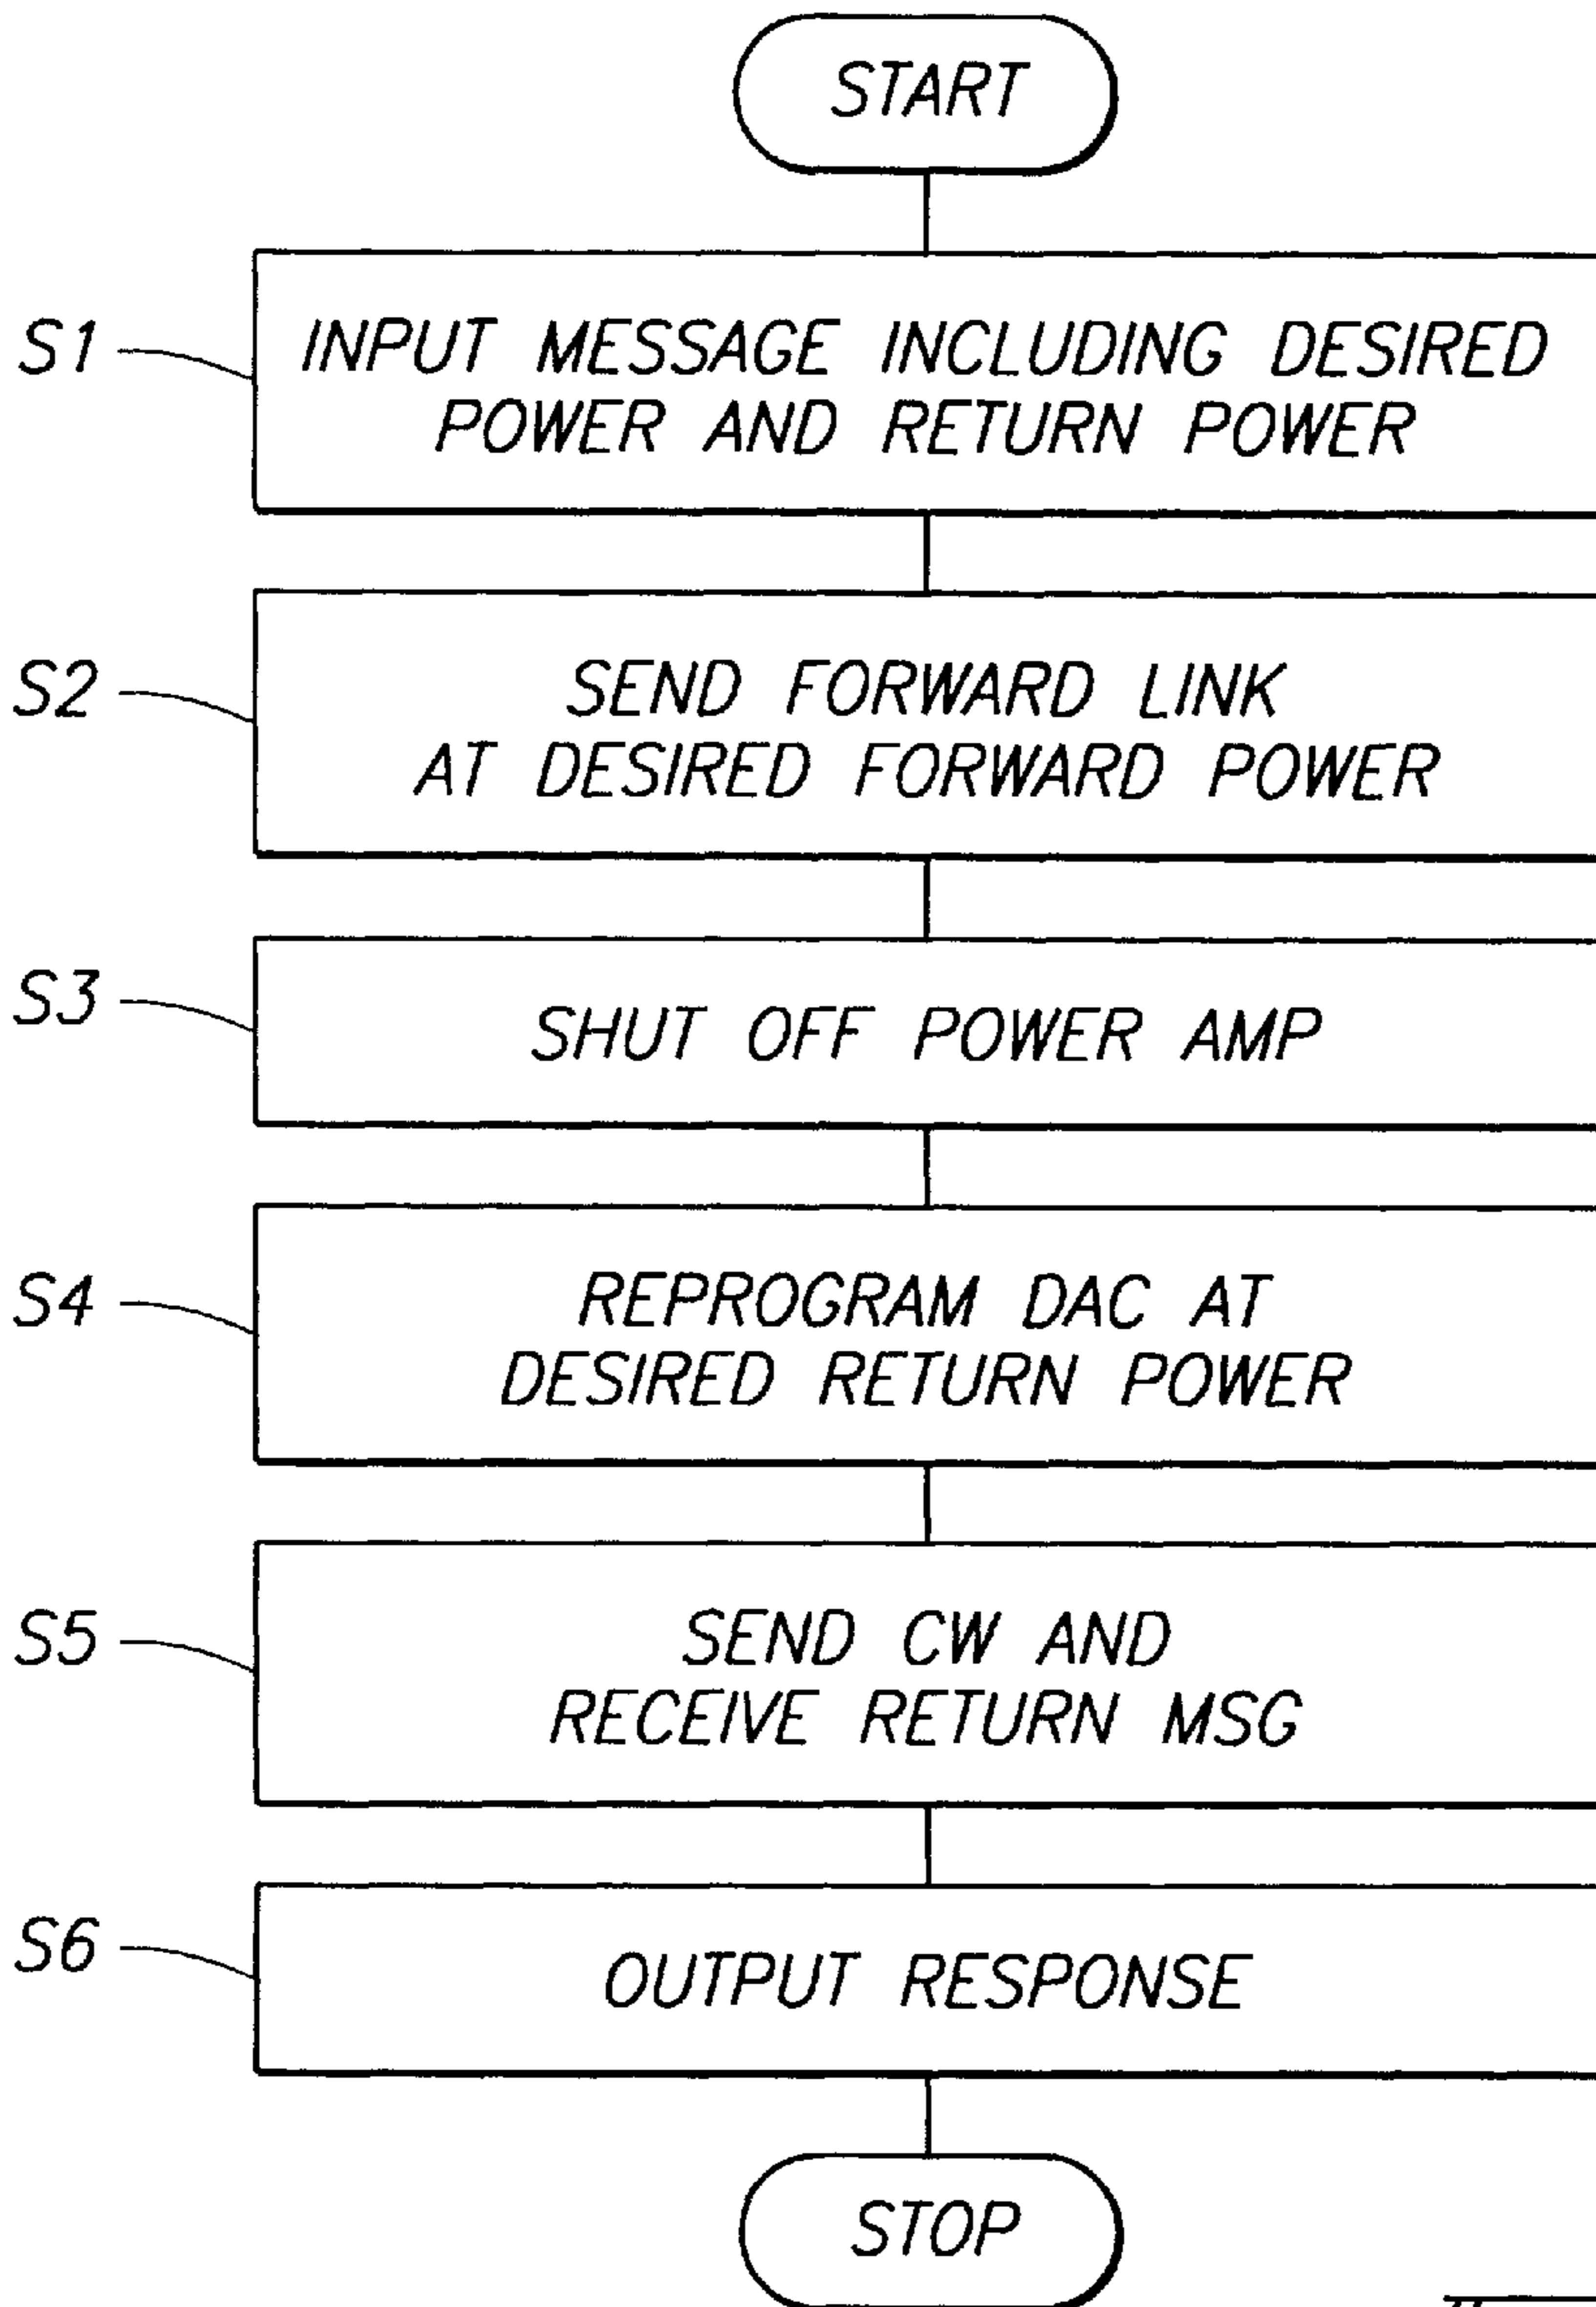 START
S1
INPUT MESSAGE INCLUDING DESIRED
POWER AND RETURN POWER
S2
SEND FORWARD LINK
AT DESIRED FORWARD POWER
S3
SHUT OFF POWER AMP
S4
REPROGRAM DAC AT
DESIRED RETURN POWER
S5
SEND CW AND
RECEIVE RETURN MSG
S6
OUTPUT RESPONSE
STOP